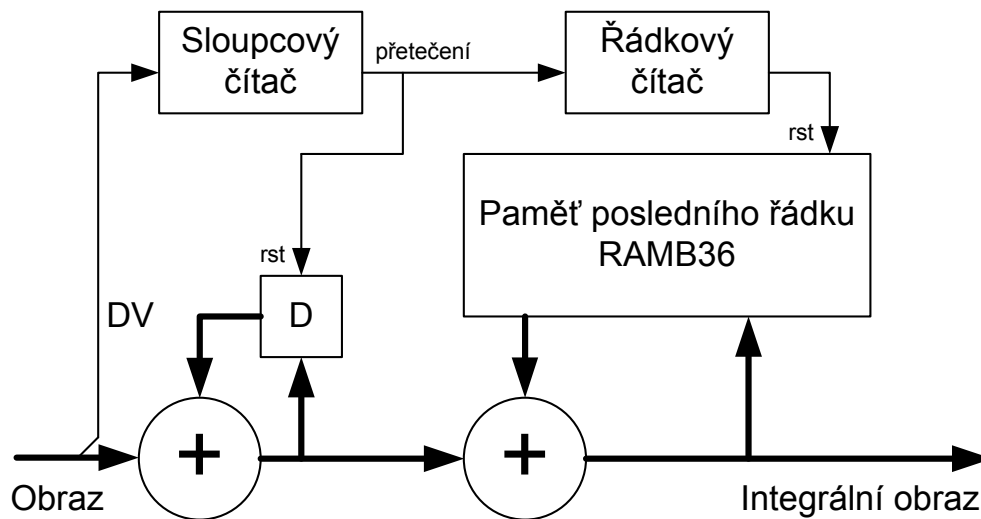 Sloupcový
čítač
přetečení
Řádkový
čítač
rst
Paměť posledního řádku
RAMB36
rst
D
DV
+
+
Obraz
Integrální obraz